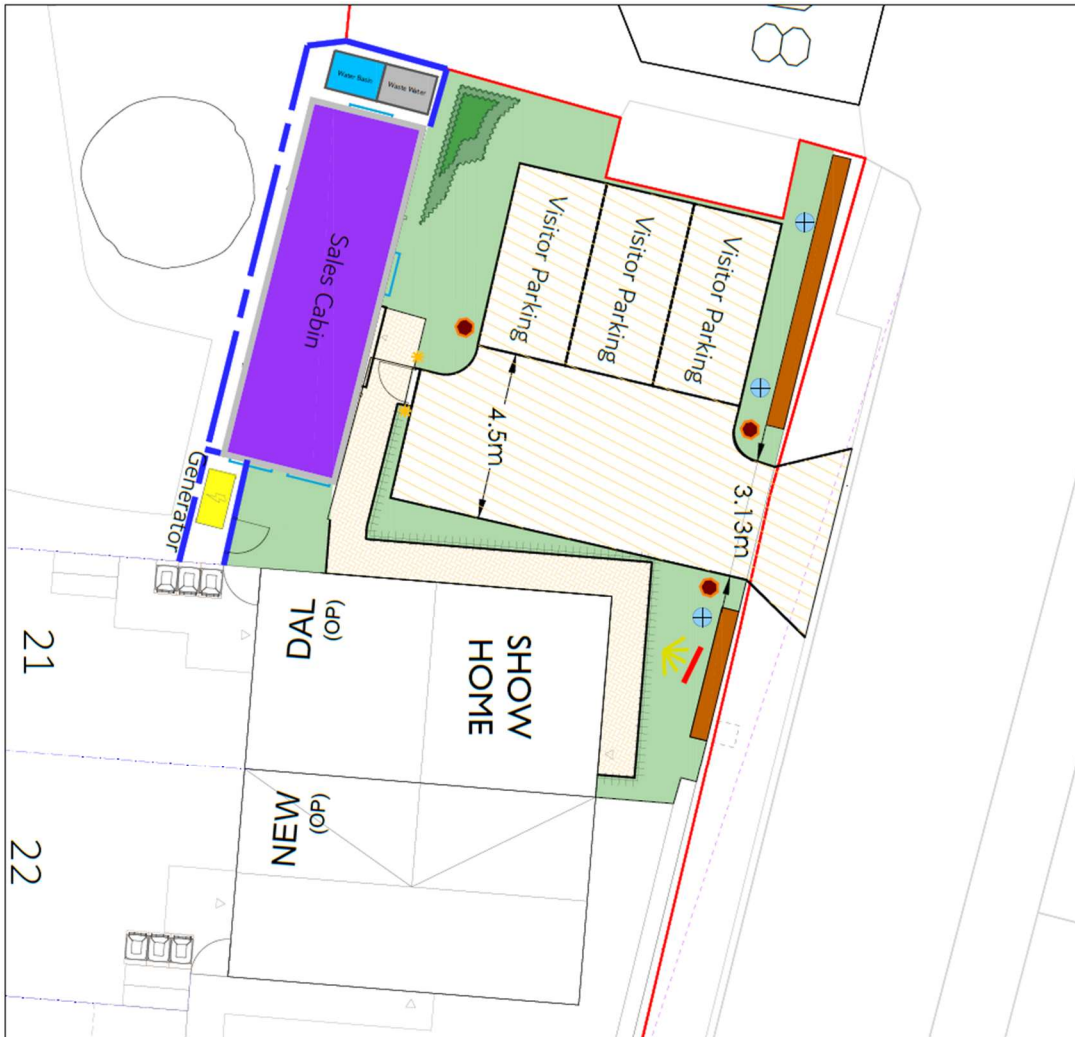 Water Basin
Waste Water
Sales Cabin
Visitor Parking
Visitor Parking
Visitor Parking
4.5m
3.13m
Generator
21
DAL
(OP)
SHOW
HOME
22
NEW
(OP)